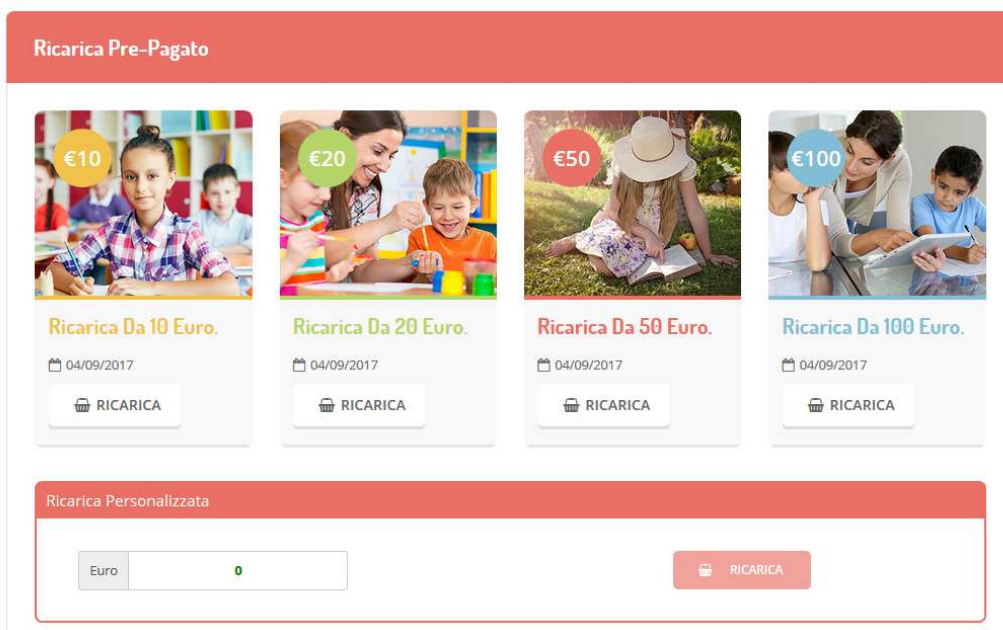 Ricarica Pre-Pagato
€10
€20
€50
€100
Ricarica Da 10 Euro.
Ricarica Da 20 Euro.
Ricarica Da 50 Euro.
Ricarica Da 100 Euro.
04/09/2017
04/09/2017
04/09/2017
04/09/2017
RICARICA
RICARICA
RICARICA
RICARICA
Ricarica Personalizzata
Euro
0
RICARICA